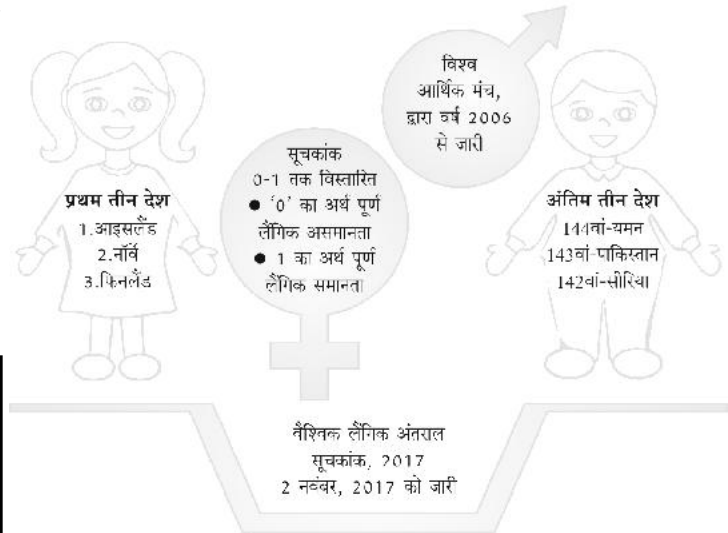 विश्व
आर्थिक मंच,
द्वारा वर्ष 2006
से जारी
सूचकांक
0-1 तक विस्तारित
● ‘0’ का अर्थ पूर्ण
लैंगिक असमानता
● 1 का अर्थ पूर्ण
लैंगिक समानता
प्रथम तीन देश
1.आइसलैंड
2.नॉर्वे
3.फिनलैंड
अंतिम तीन देश
144वां-यमन
143वां-पाकिस्तान
142वां-सीरिया
वैश्विक लैंगिक अंतराल
सूचकांक, 2017
2 नवंबर, 2017 को जारी